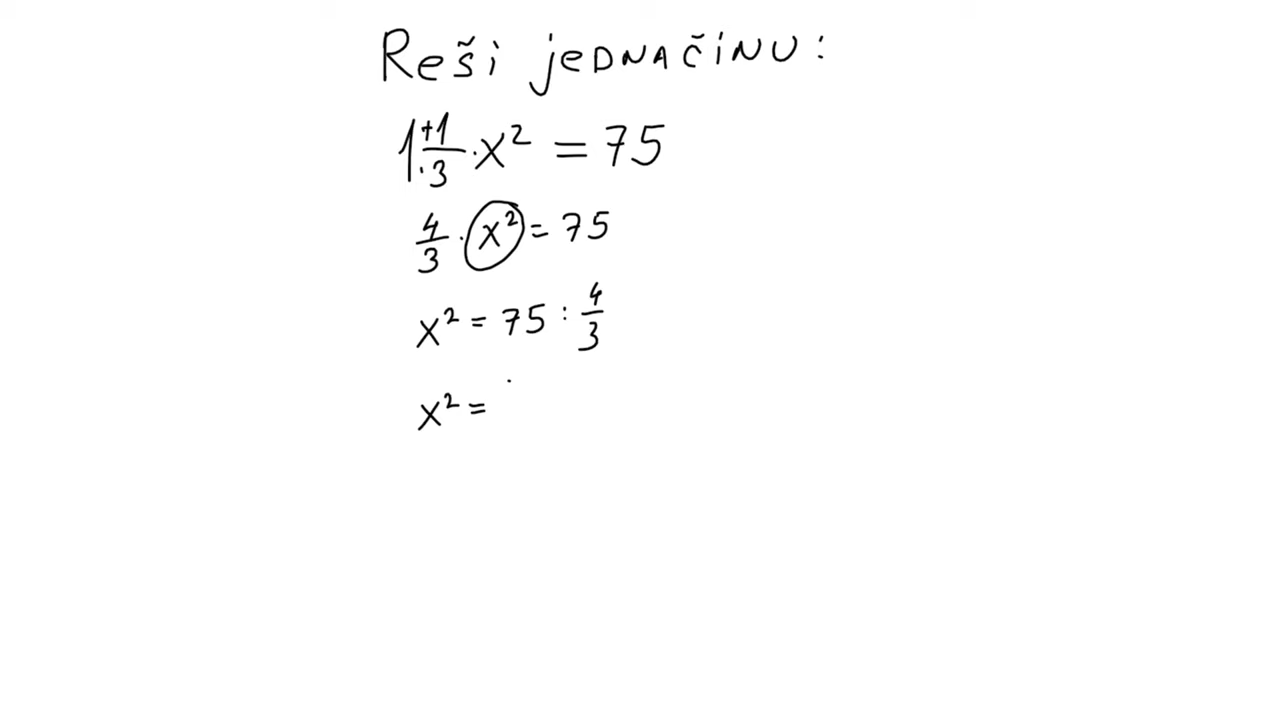 Reši jednačinu:
1 +1/·3 · x² = 75
4/3 · x² = 75
x² = 75 : 4/3
x² =